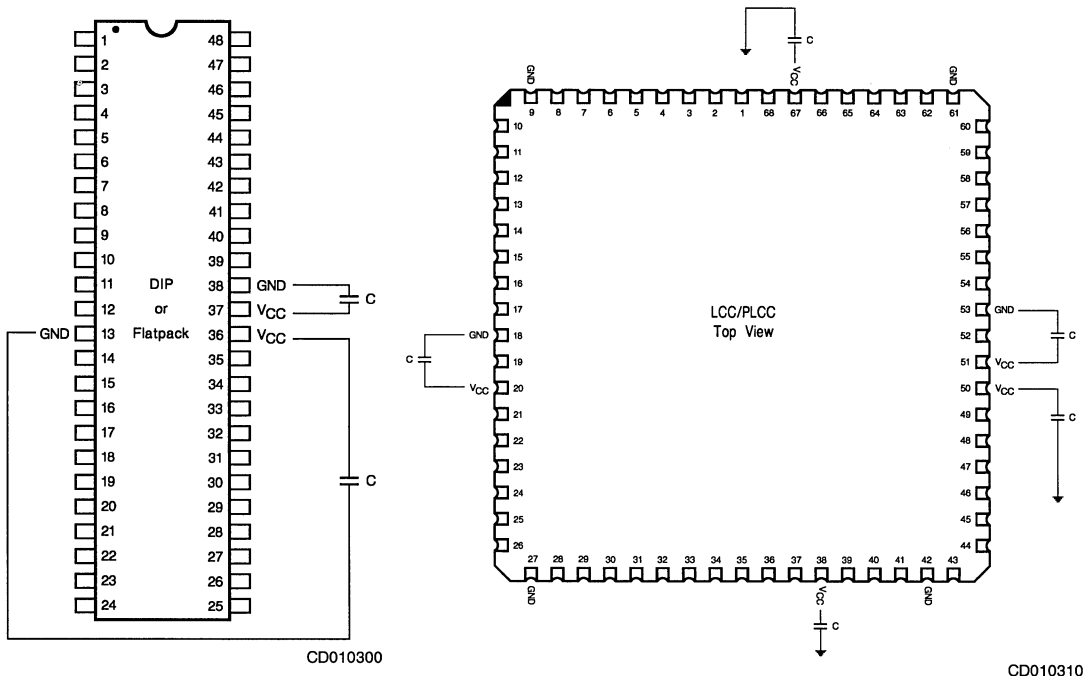 1 48
2 47
3 46
4 45
5 44
6 43
7 42
8 41
9 40
10 39
11 DIP 38 GND
C
12 or 37 VCC
GND 13 Flatpack 36 VCC
14 35
15 34
16 33
17 32
18 31
19 30
C
20 29
21 28
22 27
23 26
24 25
CD010300
C
GND VCC GND
9 8 7 6 5 4 3 2 1 68 67 66 65 64 63 62 61
10 60
11 59
12 58
13 57
14 56
15 55
16 54
17 LCC/PLCC 53 GND
GND 18 Top View 52
C C
19 51 VCC
VCC 20 50 VCC
21 49
C
22 48
23 47
24 46
25 45
26 44
27 28 29 30 31 32 33 34 35 36 37 38 39 40 41 42 43
GND VCC GND
C
CD010310